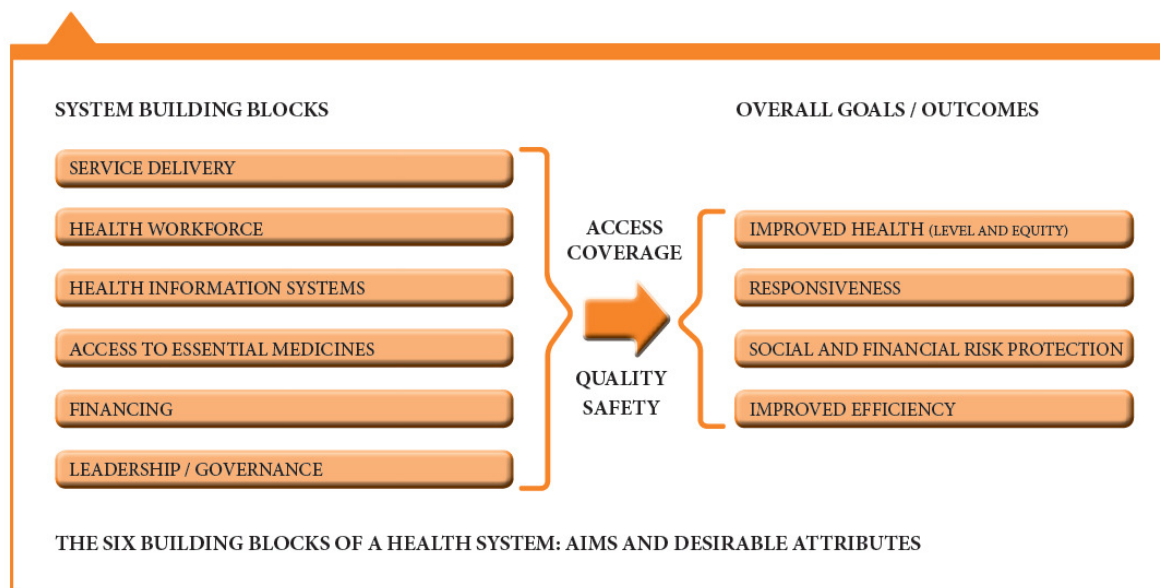 SYSTEM BUILDING BLOCKS
SERVICE DELIVERY
HEALTH WORKFORCE
HEALTH INFORMATION SYSTEMS
ACCESS TO ESSENTIAL MEDICINES
FINANCING
LEADERSHIP / GOVERNANCE
ACCESS
COVERAGE
QUALITY
SAFETY
OVERALL GOALS / OUTCOMES
IMPROVED HEALTH (LEVEL AND EQUITY)
RESPONSIVENESS
SOCIAL AND FINANCIAL RISK PROTECTION
IMPROVED EFFICIENCY
THE SIX BUILDING BLOCKS OF A HEALTH SYSTEM: AIMS AND DESIRABLE ATTRIBUTES